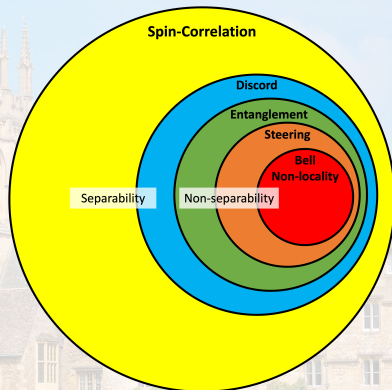 Spin-Correlation
Discord
Entanglement
Steering
Bell
Non-locality
Separability
Non-separability